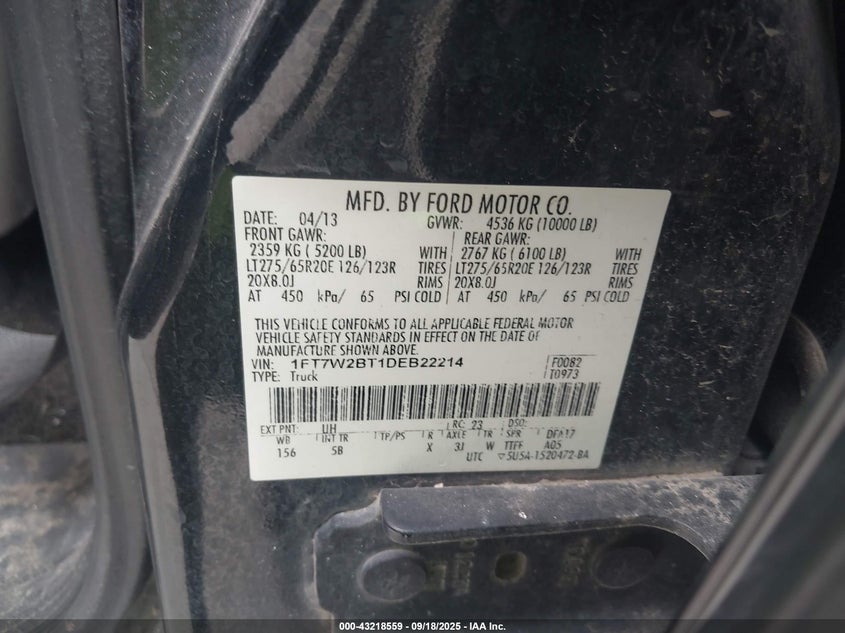 MFD. BY FORD MOTOR CO.
DATE: 04/13 GVWR: 4536 KG (10000 LB)
FRONT GAWR: REAR GAWR:
2359 KG ( 5200 LB) WITH 2767 KG ( 6100 LB) WITH
LT275/65R20E 126/123R TIRES LT275/65R20E 126/123R TIRES
20X8.0J RIMS 20X8.0J RIMS
AT 450 kPa/ 65 PSI COLD AT 450 kPa/ 65 PSI COLD
THIS VEHICLE CONFORMS TO ALL APPLICABLE FEDERAL MOTOR
VEHICLE SAFETY STANDARDS IN EFFECT ON THE DATE OF
MANUFACTURE SHOWN ABOVE.
VIN: 1FT7W2BT1DEB22214 F0082
TYPE: Truck T0973
EXT PNT: UH RC: 23 DSO:
WB INT TR TP/PS R AXLE TR SPR DFA17
156 5B X 3J W TTFF A05
UTC 5U5A-1520472-BA
000-43218559 - 09/18/2025 - IAA Inc.